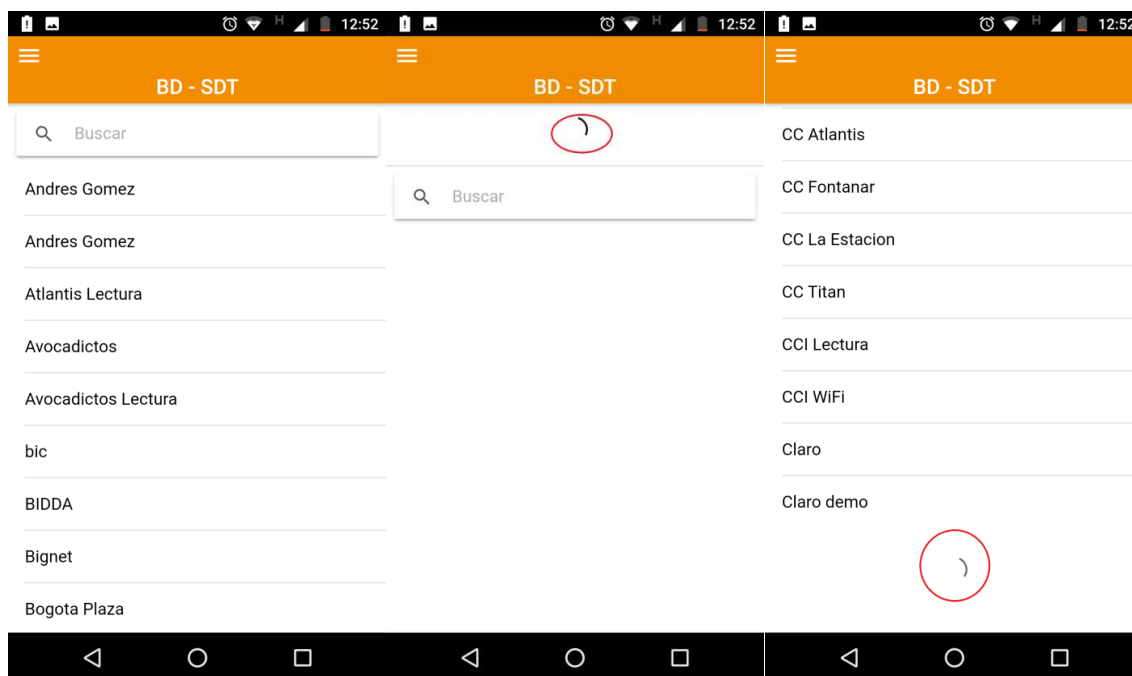 H 12:52
BD - SDT
Buscar
Andres Gomez
Andres Gomez
Atlantis Lectura
Avocadictos
Avocadictos Lectura
bic
BIDDA
Bignet
Bogota Plaza
H 12:52
BD - SDT
Buscar
H 12:52
BD - SDT
CC Atlantis
CC Fontanar
CC La Estacion
CC Titan
CCI Lectura
CCI WiFi
Claro
Claro demo